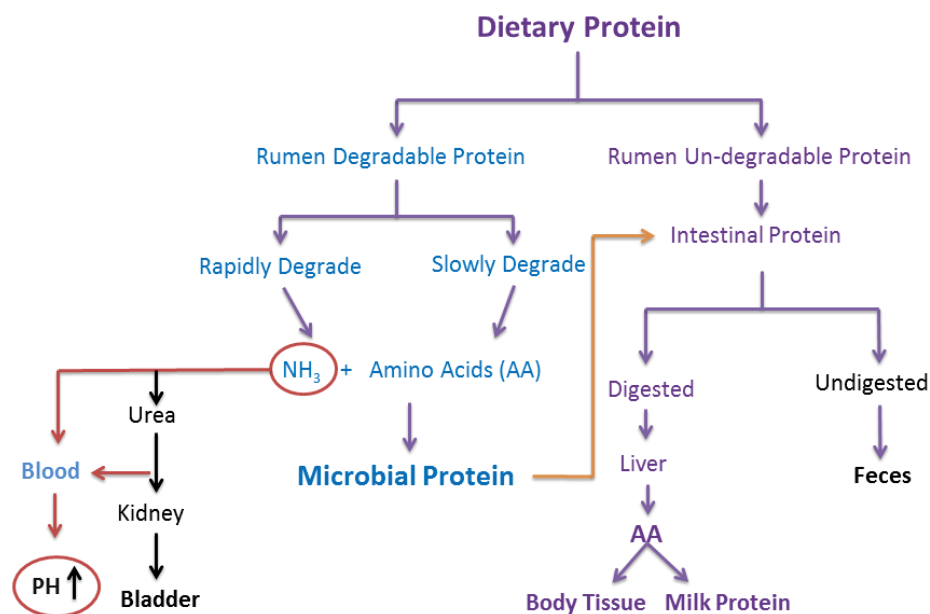 Dietary Protein
Rumen Degradable Protein
Rumen Un-degradable Protein
Intestinal Protein
Rapidly Degrade
Slowly Degrade
NH₃ + Amino Acids (AA)
Digested
Undigested
Urea
Blood
Microbial Protein
Liver
Feces
Kidney
AA
PH
Bladder
Body Tissue
Milk Protein